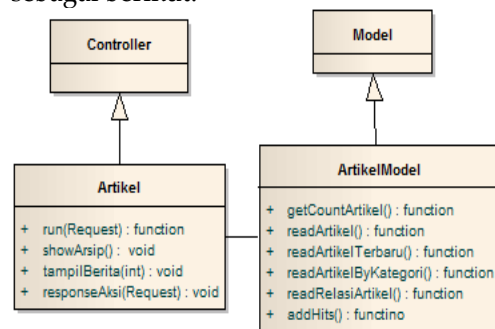 sebagai berikut:
Controller
Model
Artikel
+ run(Request) : function
+ showArsip() : void
+ tampilBerita(int) : void
+ responseAksi(Request) : void
ArtikelModel
+ getCountArtikel() : function
+ readArtikel() : function
+ readArtikelTerbaru() : function
+ readArtikelByKategori() : function
+ readRelasiArtikel() : function
+ addHits() : functino